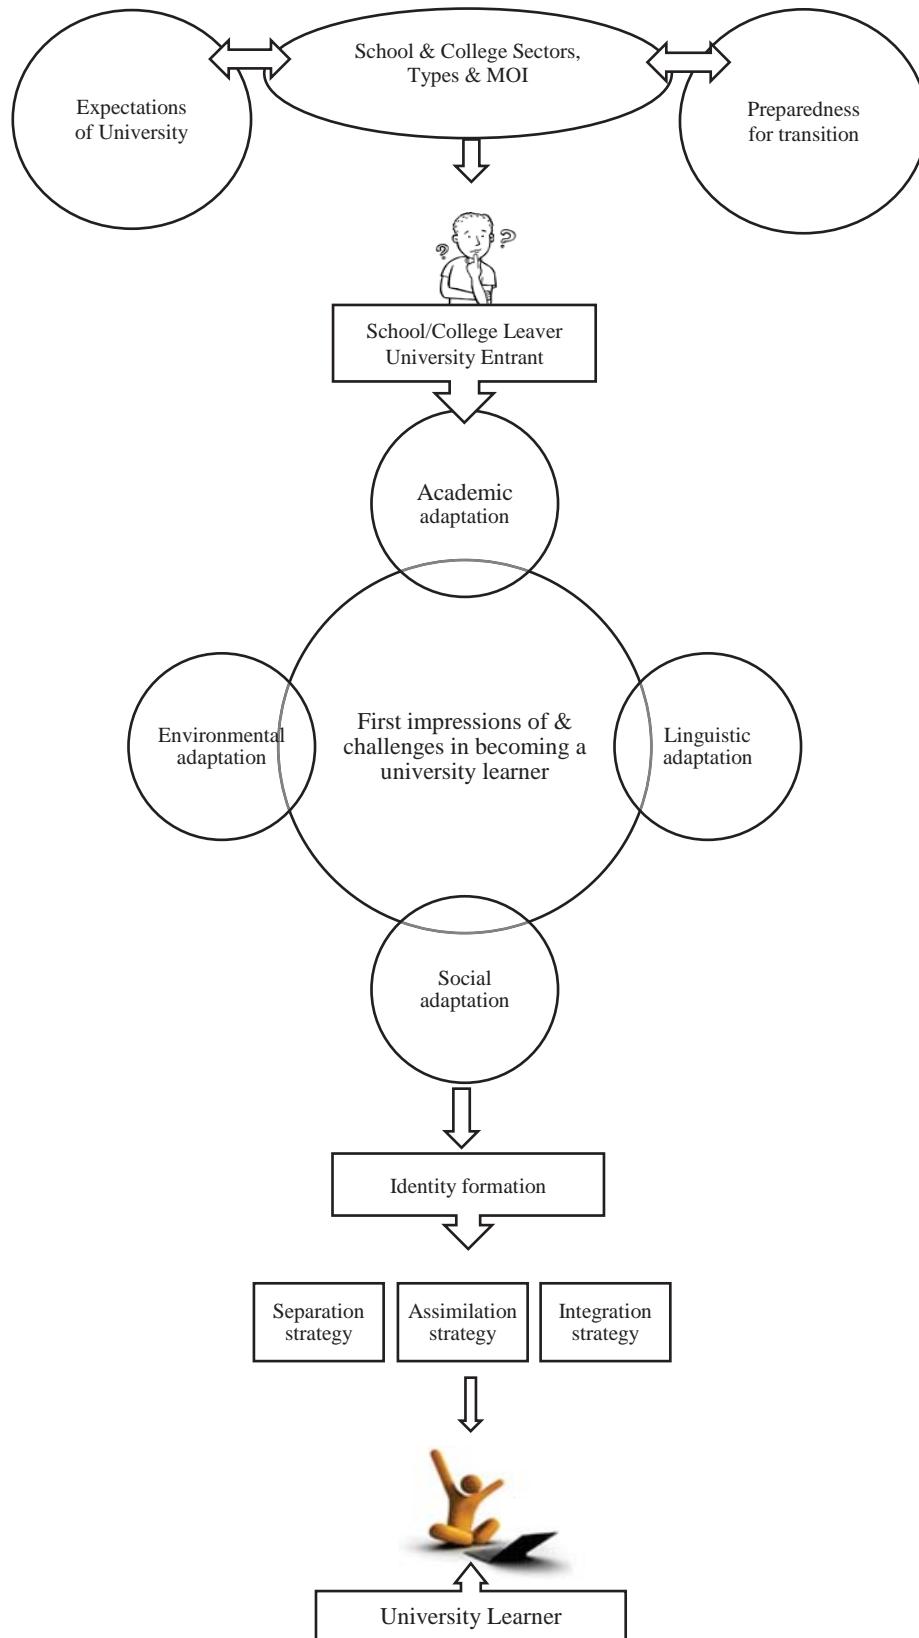 School & College Sectors,
Types & MOI
Expectations
of University
Preparedness
for transition
? ?
School/College Leaver
University Entrant
Academic
adaptation
Environmental
adaptation
First impressions of &
challenges in becoming a
university learner
Linguistic
adaptation
Social
adaptation
Identity formation
Separation
strategy
Assimilation
strategy
Integration
strategy
University Learner